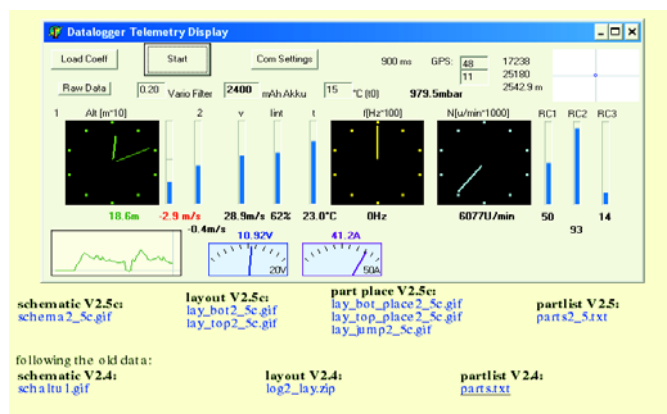 Datalogger Telemetry Display
Load Coeff Start Com Settings 900 ms GPS: 48 17238
11 25180
2542.9 m
Raw Data 0.20 Vario Filter 2400 mAh Akku 15 °C (t0) 979.5mbar
1 Alt [m*10] 2 v Iint t f[Hz*100] N[u/min*1000] RC1 RC2 RC3
18.6m -2.9 m/s 28.9m/s 62% 23.0°C 0Hz 6077U/min 50 14
-0.4m/s 93
10.92V 41.2A
20V 50A
schematic V2.5c: layout V2.5c: part place V2.5c: partlist V2.5:
schema2_5c.gif lay_bot2_5c.gif lay_bot_place2_5c.gif parts2_5.txt
lay_top2_5c.gif lay_top_place2_5c.gif
lay_jump2_5c.gif
following the old data:
schematic V2.4: layout V2.4: partlist V2.4:
schaltu1.gif log2_lay.zip parts.txt